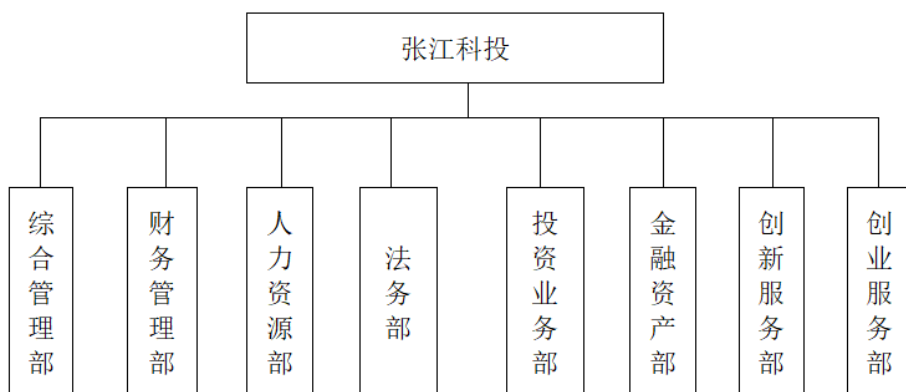 张江科投
综合管理部
财务管理部
人力资源部
法务部
投资业务部
金融资产部
创新服务部
创业服务部